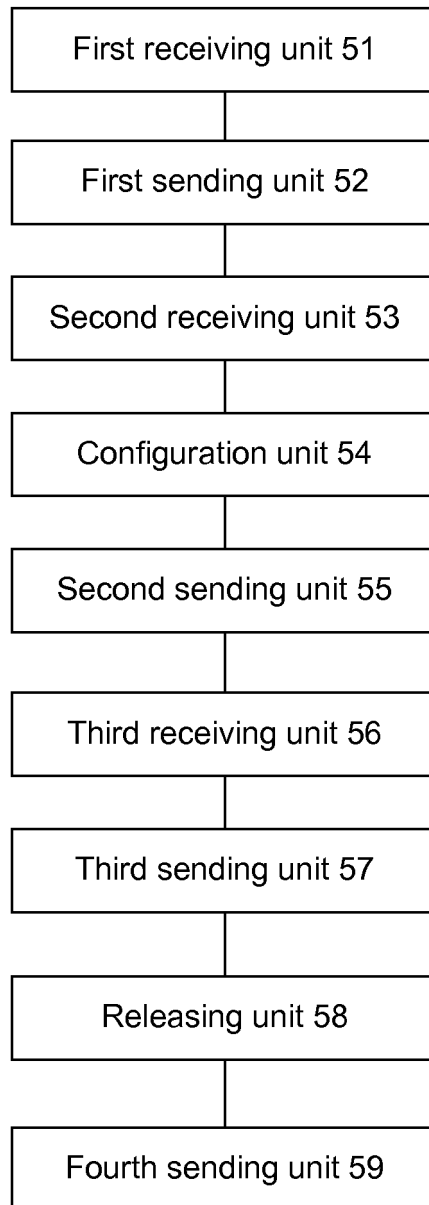 First receiving unit 51
First sending unit 52
Second receiving unit 53
Configuration unit 54
Second sending unit 55
Third receiving unit 56
Third sending unit 57
Releasing unit 58
Fourth sending unit 59